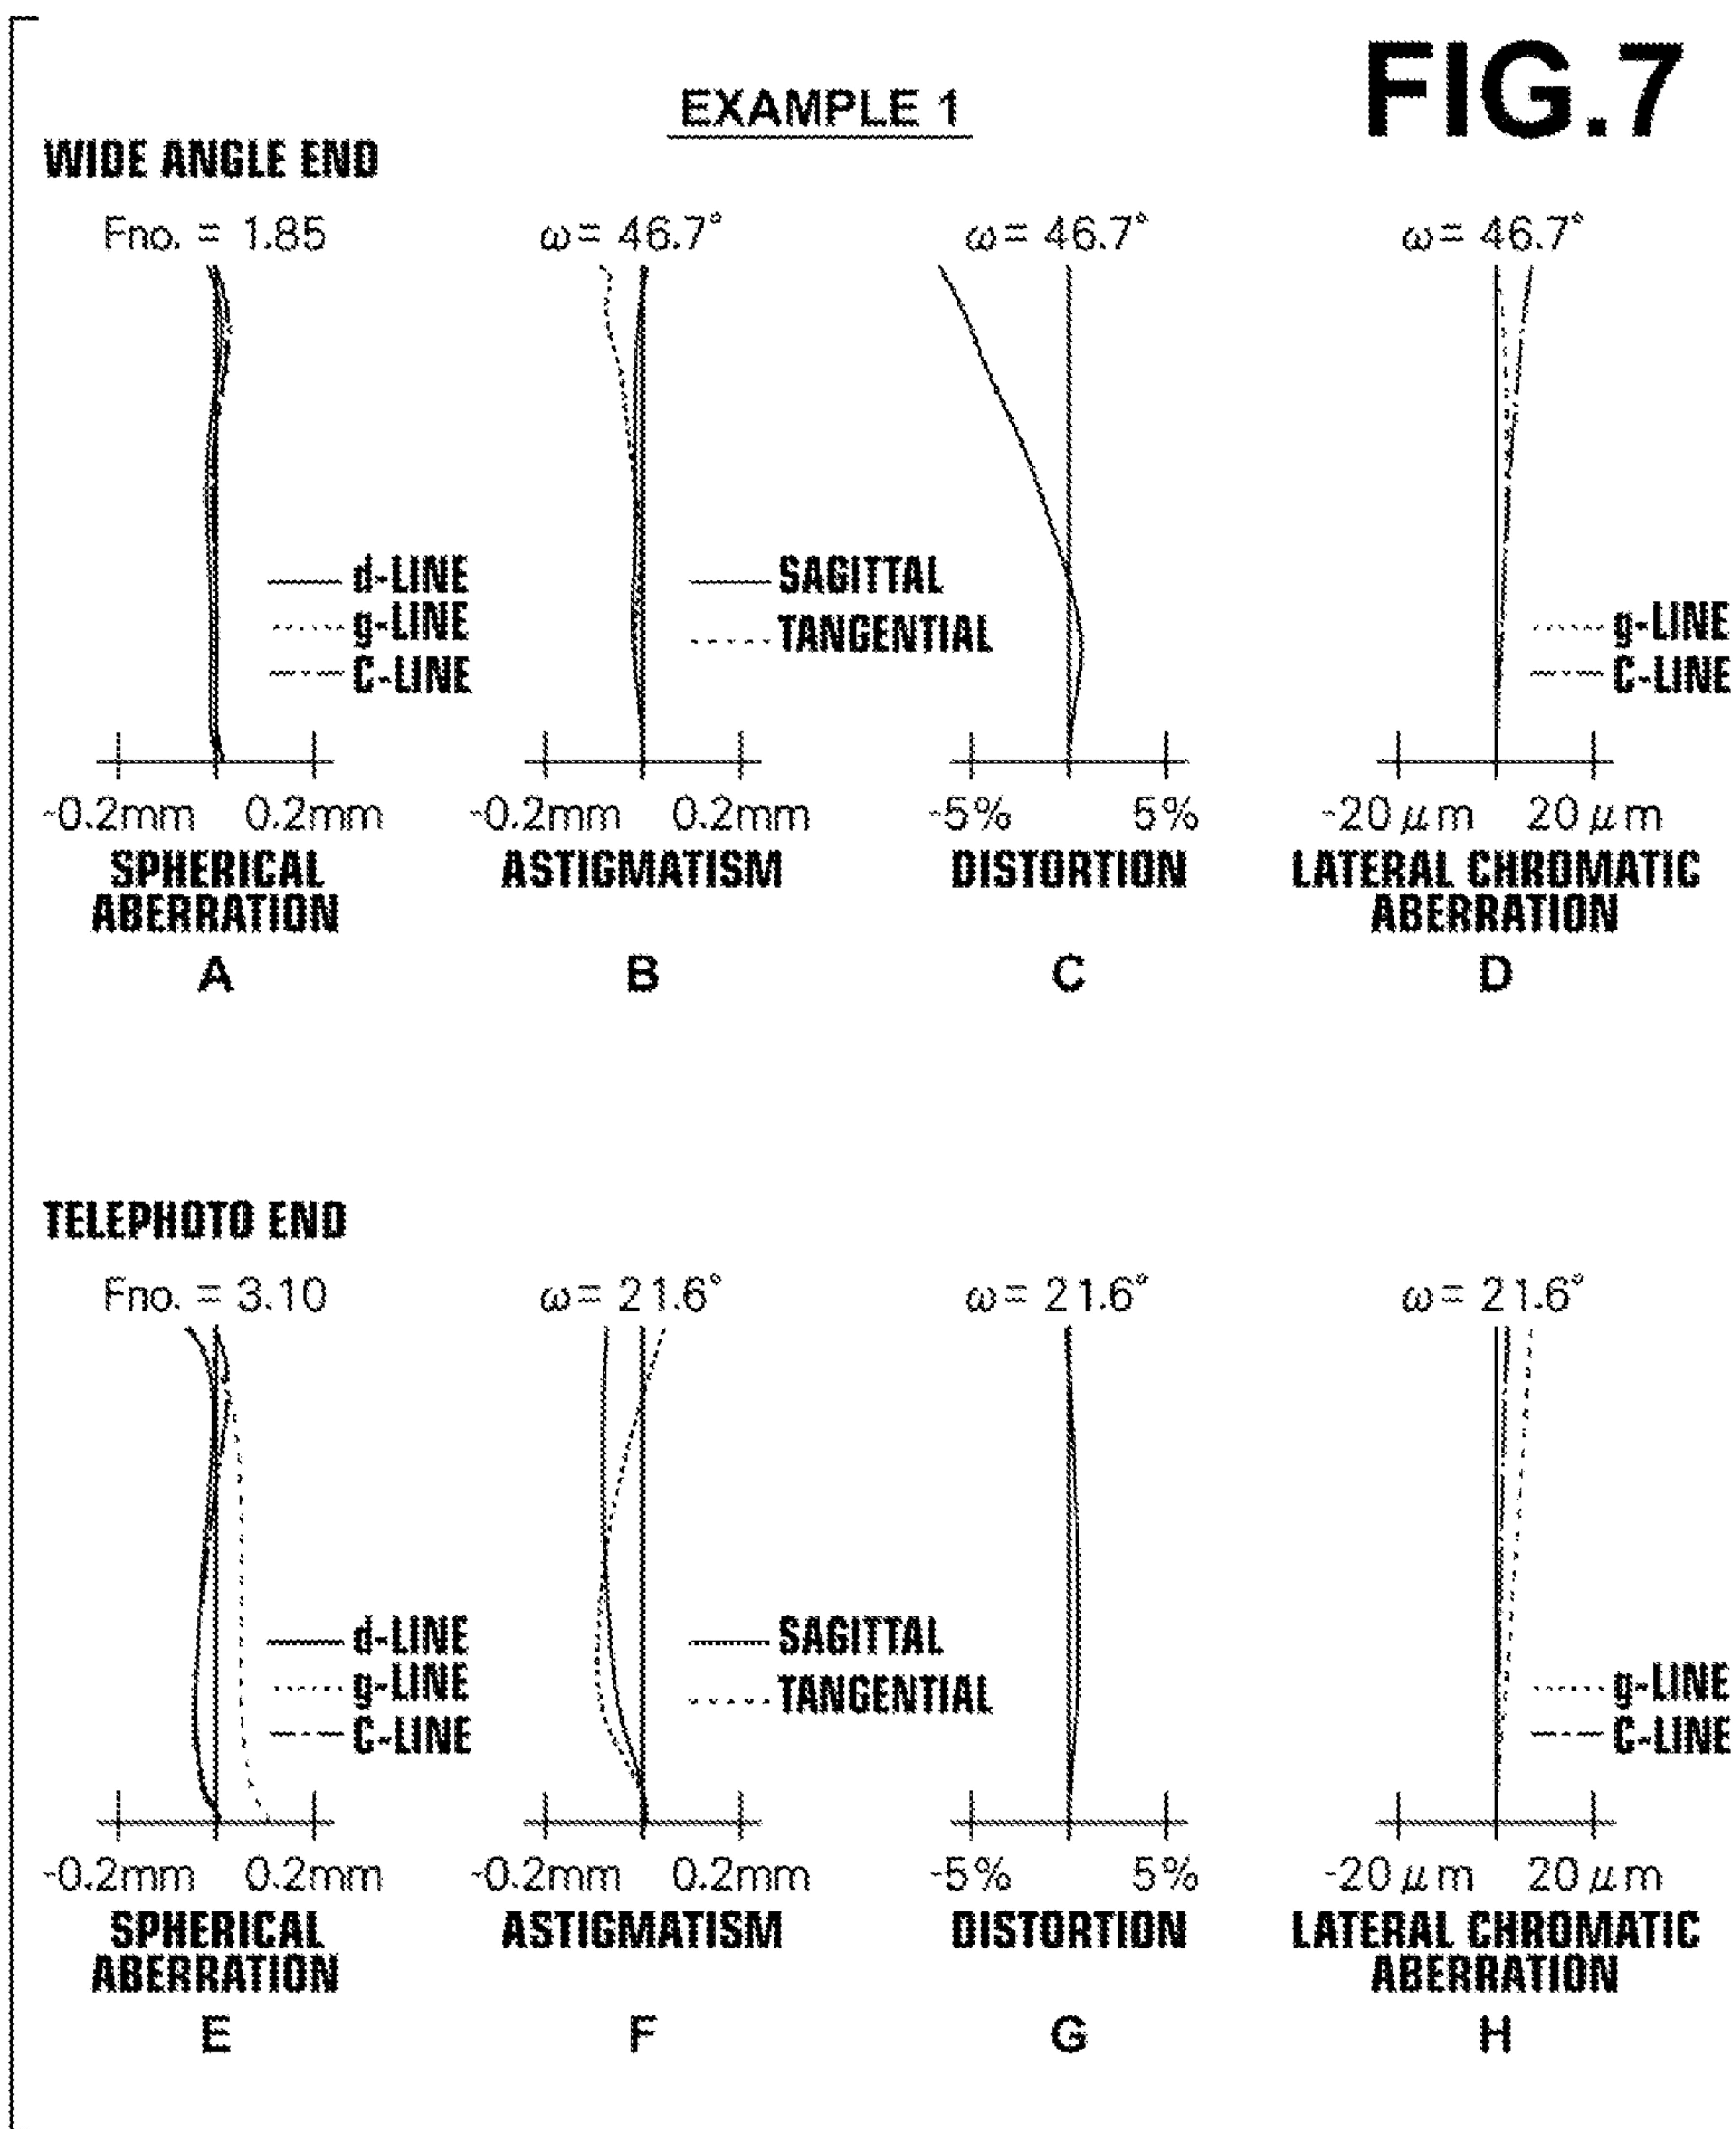 FIG.7
EXAMPLE 1
WIDE ANGLE END
Fno. = 1.85
ω= 46.7°
ω= 46.7°
ω= 46.7°
d-LINE
g-LINE
C-LINE
SAGITTAL
TANGENTIAL
g-LINE
C-LINE
-0.2mm 0.2mm
-0.2mm 0.2mm
-5% 5%
-20μm 20μm
SPHERICAL
ABERRATION
ASTIGMATISM
DISTORTION
LATERAL CHROMATIC
ABERRATION
A
B
C
D
TELEPHOTO END
Fno. = 3.10
ω= 21.6°
ω= 21.6°
ω= 21.6°
d-LINE
g-LINE
C-LINE
SAGITTAL
TANGENTIAL
g-LINE
C-LINE
-0.2mm 0.2mm
-0.2mm 0.2mm
-5% 5%
-20μm 20μm
SPHERICAL
ABERRATION
ASTIGMATISM
DISTORTION
LATERAL CHROMATIC
ABERRATION
E
F
G
H